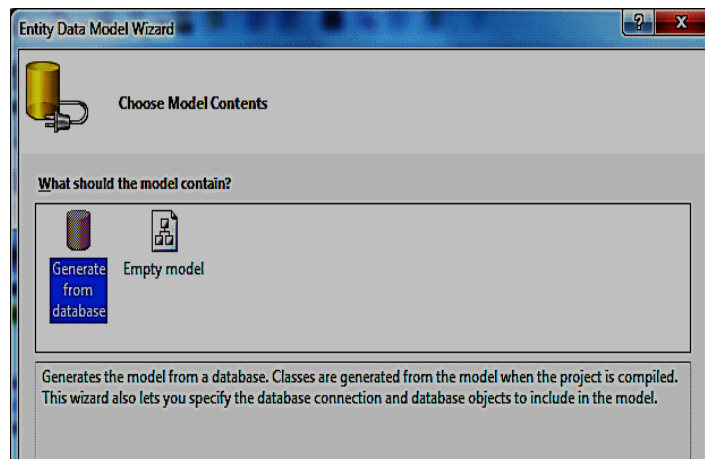 Entity Data Model Wizard
? X
Choose Model Contents
What should the model contain?
Generate
from
database
Empty model
Generates the model from a database. Classes are generated from the model when the project is compiled.
This wizard also lets you specify the database connection and database objects to include in the model.